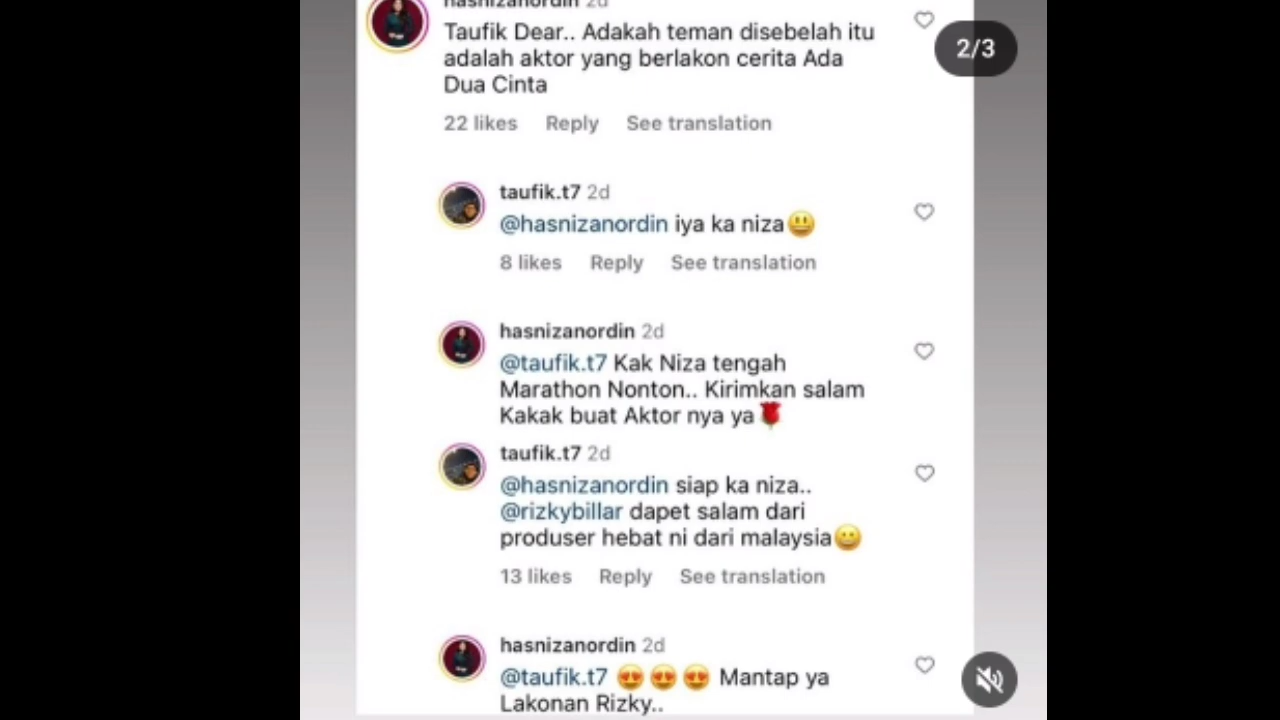 hasnizanordin 2d
Taufik Dear.. Adakah teman disebelah itu
adalah aktor yang berlakon cerita Ada
Dua Cinta
22 likes Reply See translation
2/3
taufik.t7 2d
@hasnizanordin iya ka niza😃
8 likes Reply See translation
hasnizanordin 2d
@taufik.t7 Kak Niza tengah
Marathon Nonton.. Kirimkan salam
Kakak buat Aktor nya ya🌹
taufik.t7 2d
@hasnizanordin siap ka niza..
@rizkybillar dapet salam dari
produser hebat ni dari malaysia😀
13 likes Reply See translation
hasnizanordin 2d
@taufik.t7 😍😍😍 Mantap ya
Lakonan Rizky..